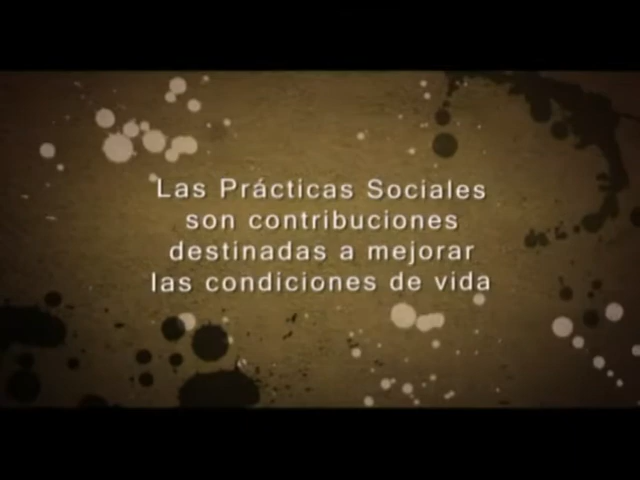 Las Prácticas Sociales
son contribuciones
destinadas a mejorar
las condiciones de vida